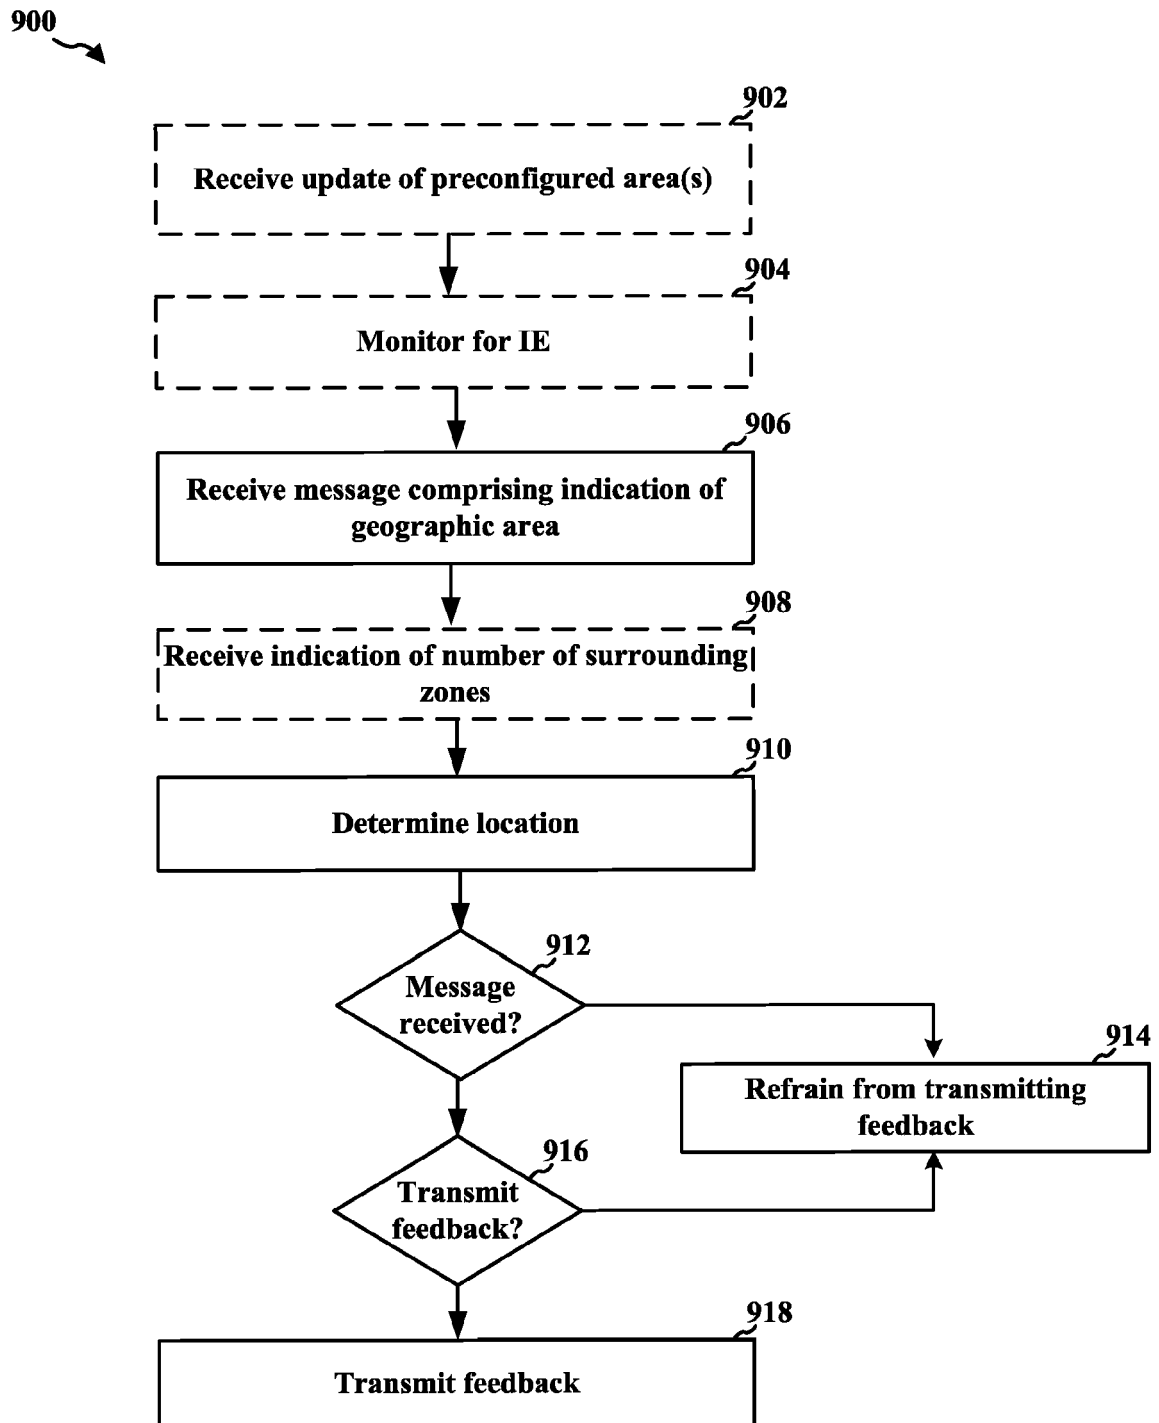 900
902
Receive update of preconfigured area(s)
904
Monitor for IE
906
Receive message comprising indication of
geographic area
908
Receive indication of number of surrounding
zones
910
Determine location
912
Message
received?
914
Refrain from transmitting
feedback
916
Transmit
feedback?
918
Transmit feedback